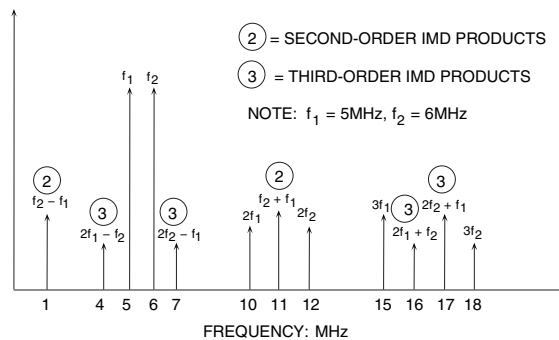 2 = SECOND-ORDER IMD PRODUCTS
3 = THIRD-ORDER IMD PRODUCTS
NOTE: f1 = 5MHz, f2 = 6MHz
f1 f2
2 2 3
f2 – f1 3 3 f2 + f1 3f1 3 2f2 + f1
2f1 – f2 2f2 – f1 2f1 2f2 2f1 + f2 3f2
1 4 5 6 7 10 11 12 15 16 17 18
FREQUENCY: MHz